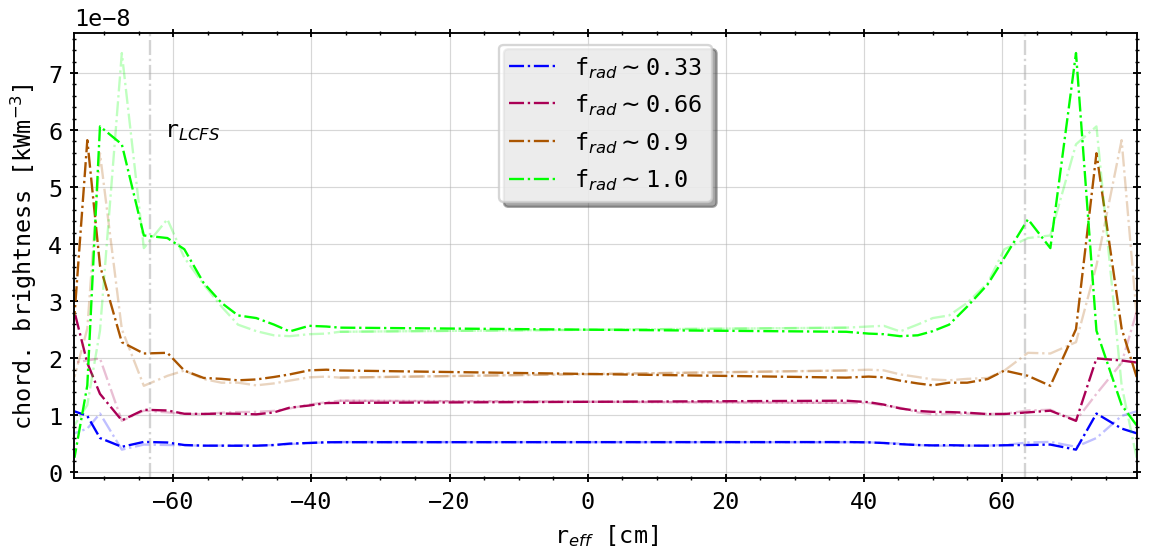 1e−8
chord. brightness [kWm⁻³]
7
6
5
4
3
2
1
0
r_LCFS
f_rad ~ 0.33
f_rad ~ 0.66
f_rad ~ 0.9
f_rad ~ 1.0
−60 −40 −20 0 20 40 60
r_eff [cm]